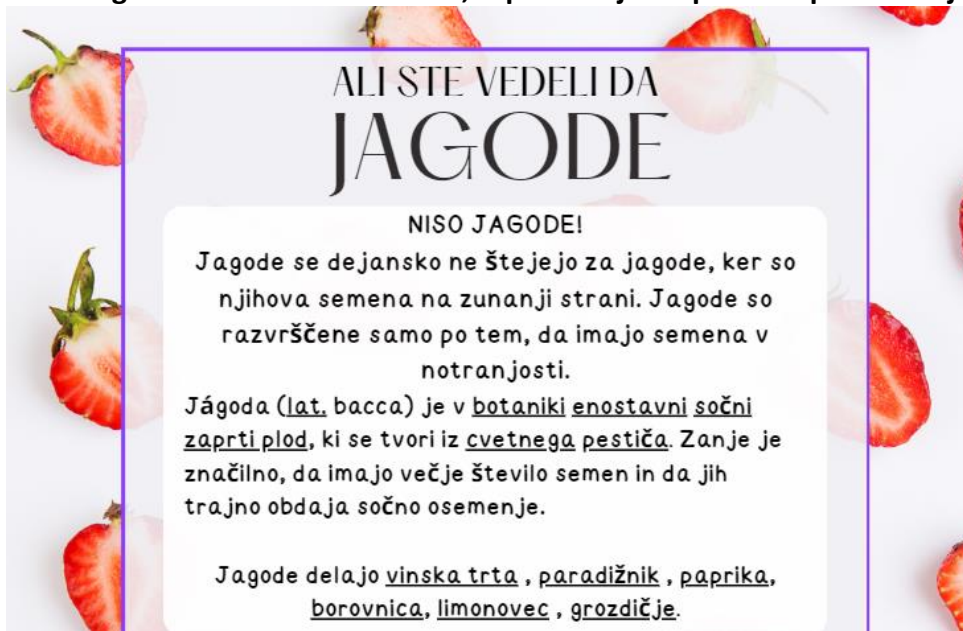 ALI STE VEDELI DA
JAGODE
NISO JAGODE!
Jagode se dejansko ne štejejo za jagode, ker so
njihova semena na zunanji strani. Jagode so
razvrščene samo po tem, da imajo semena v
notranjosti.
Jágoda (lat. bacca) je v botaniki enostavni sočni
zaprti plod, ki se tvori iz cvetnega pestiča. Zanje je
značilno, da imajo večje število semen in da jih
trajno obdaja sočno osemenje.
Jagode delajo vinska trta , paradižnik , paprika,
borovnica, limonovec , grozdičje.